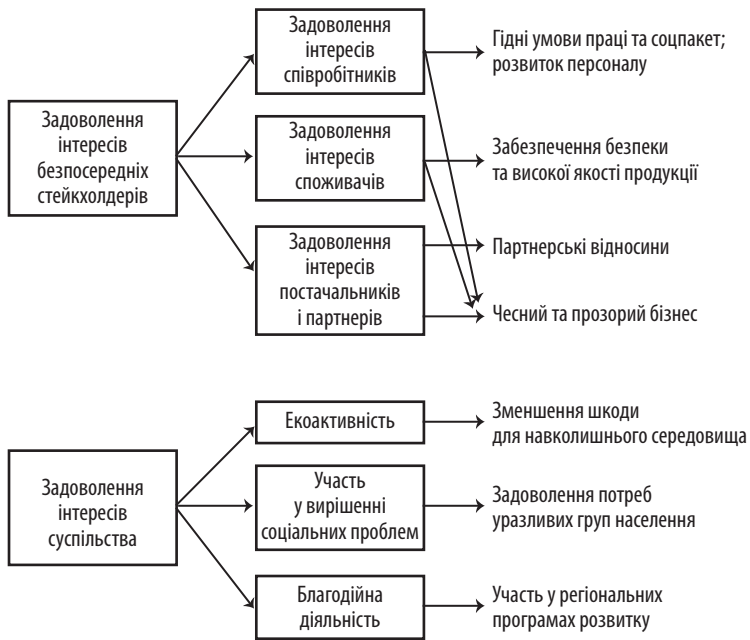 Задоволення
інтересів
безпосередніх
стейкхолдерів
Задоволення
інтересів
співробітників
Гідні умови праці та соцпакет;
розвиток персоналу
Задоволення
інтересів
споживачів
Забезпечення безпеки
та високої якості продукції
Задоволення
інтересів
постачальників
і партнерів
Партнерські відносини
Чесний та прозорий бізнес
Задоволення
інтересів
суспільства
Екоактивність
Зменшення шкоди
для навколишнього середовища
Участь
у вирішенні
соціальних проблем
Задоволення потреб
уразливих груп населення
Благодійна
діяльність
Участь у регіональних
програмах розвитку